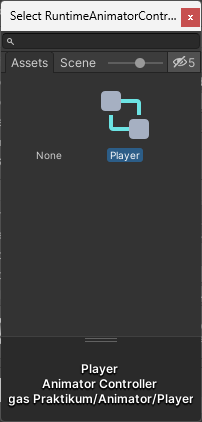 Select RuntimeAnimatorContr...
Assets Scene 5
None Player
Player
Animator Controller
gas Praktikum/Animator/Player